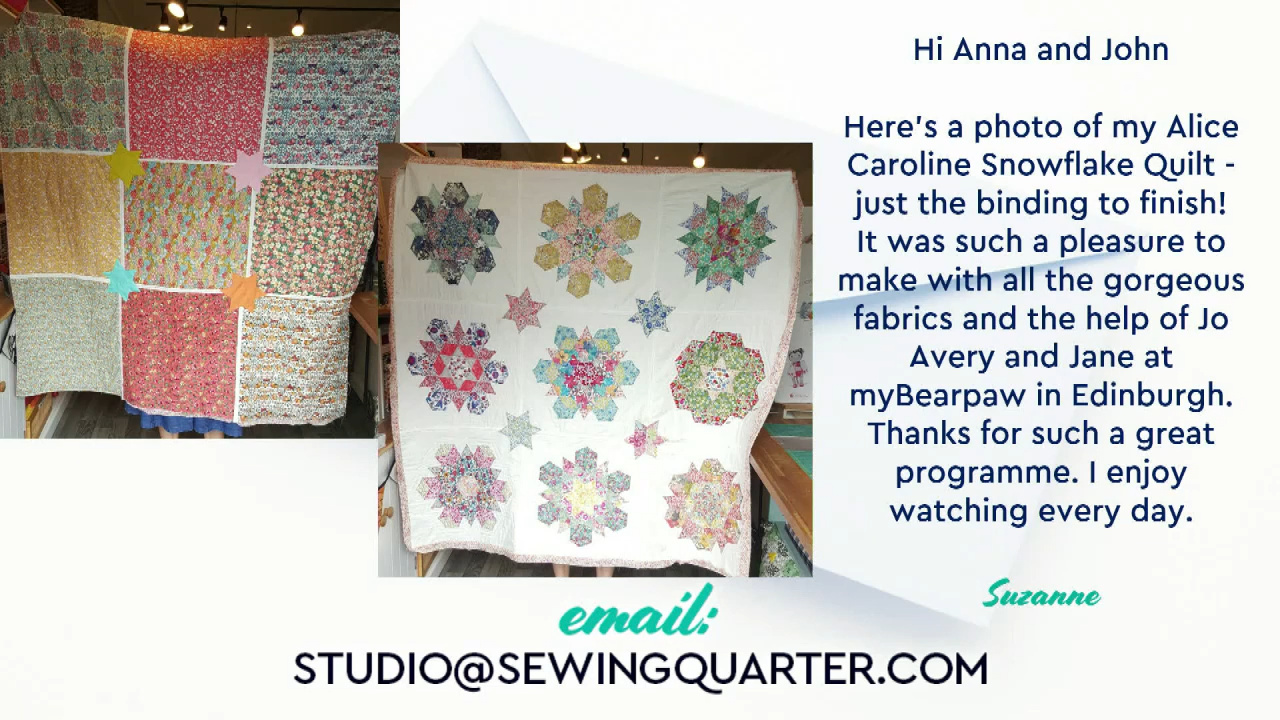 Hi Anna and John
Here's a photo of my Alice
Caroline Snowflake Quilt -
just the binding to finish!
It was such a pleasure to
make with all the gorgeous
fabrics and the help of Jo
Avery and Jane at
myBearpaw in Edinburgh.
Thanks for such a great
programme. I enjoy
watching every day.
Suzanne
email:
STUDIO@SEWINGQUARTER.COM